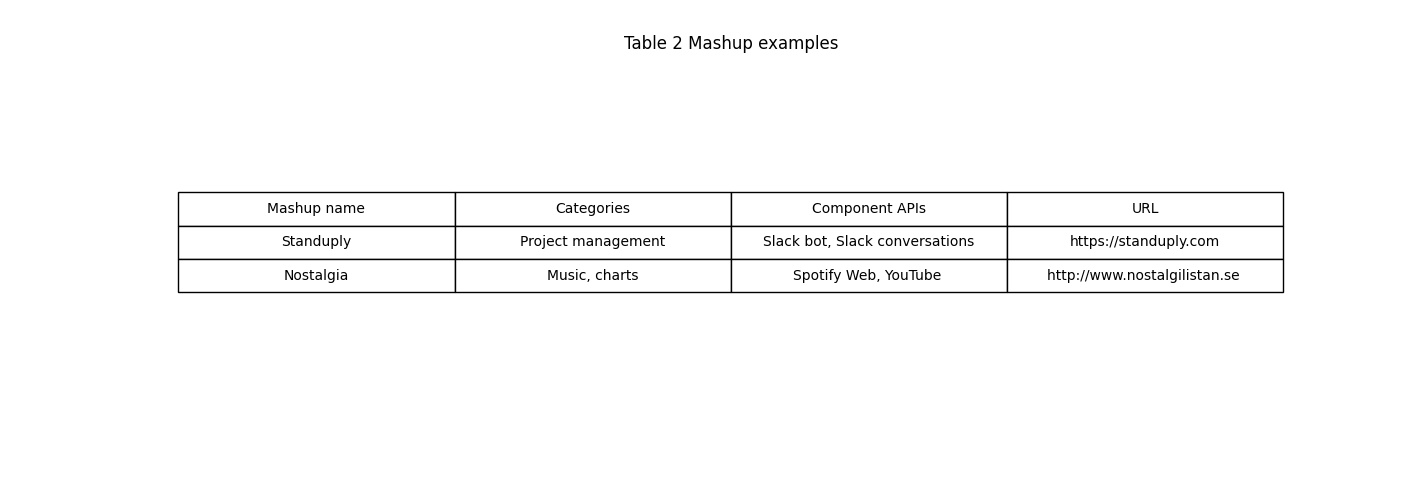 Table 2 Mashup examples
Mashup name Categories Component APIs URL
Standuply Project management Slack bot, Slack conversations https://standuply.com
Nostalgia Music, charts Spotify Web, YouTube http://www.nostalgilistan.se